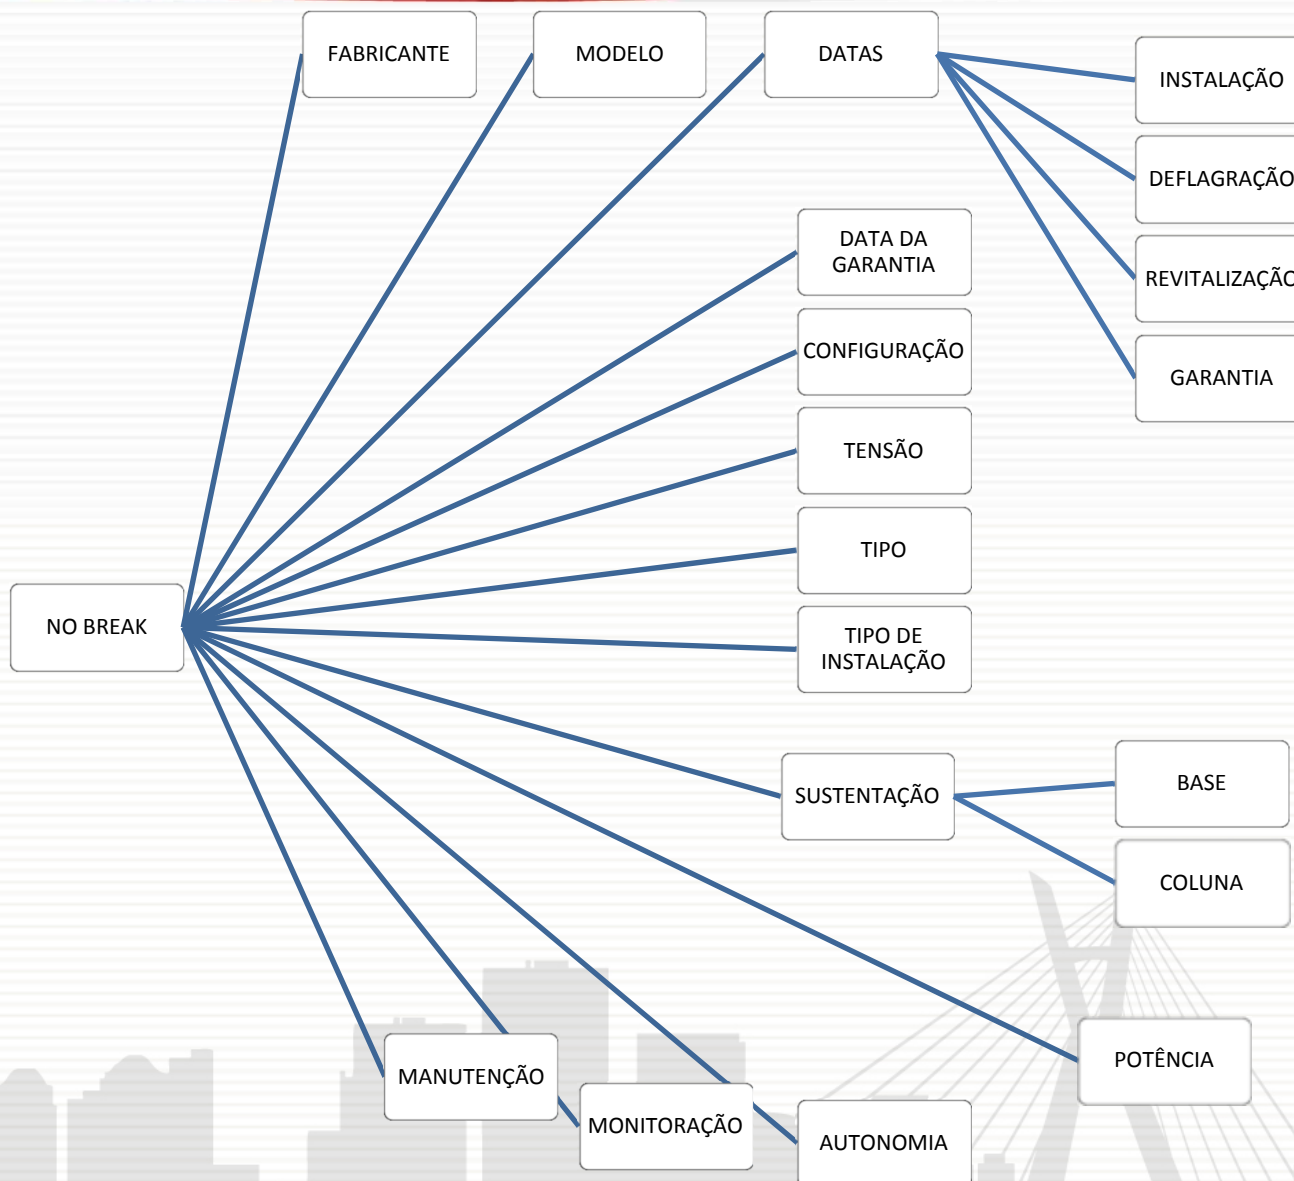 FABRICANTE
MODELO
DATAS
INSTALAÇÃO
DEFLAGRAÇÃO
REVITALIZAÇÃO
GARANTIA
DATA DA
GARANTIA
CONFIGURAÇÃO
TENSÃO
TIPO
TIPO DE
INSTALAÇÃO
NO BREAK
SUSTENTAÇÃO
BASE
COLUNA
POTÊNCIA
MANUTENÇÃO
MONITORAÇÃO
AUTONOMIA